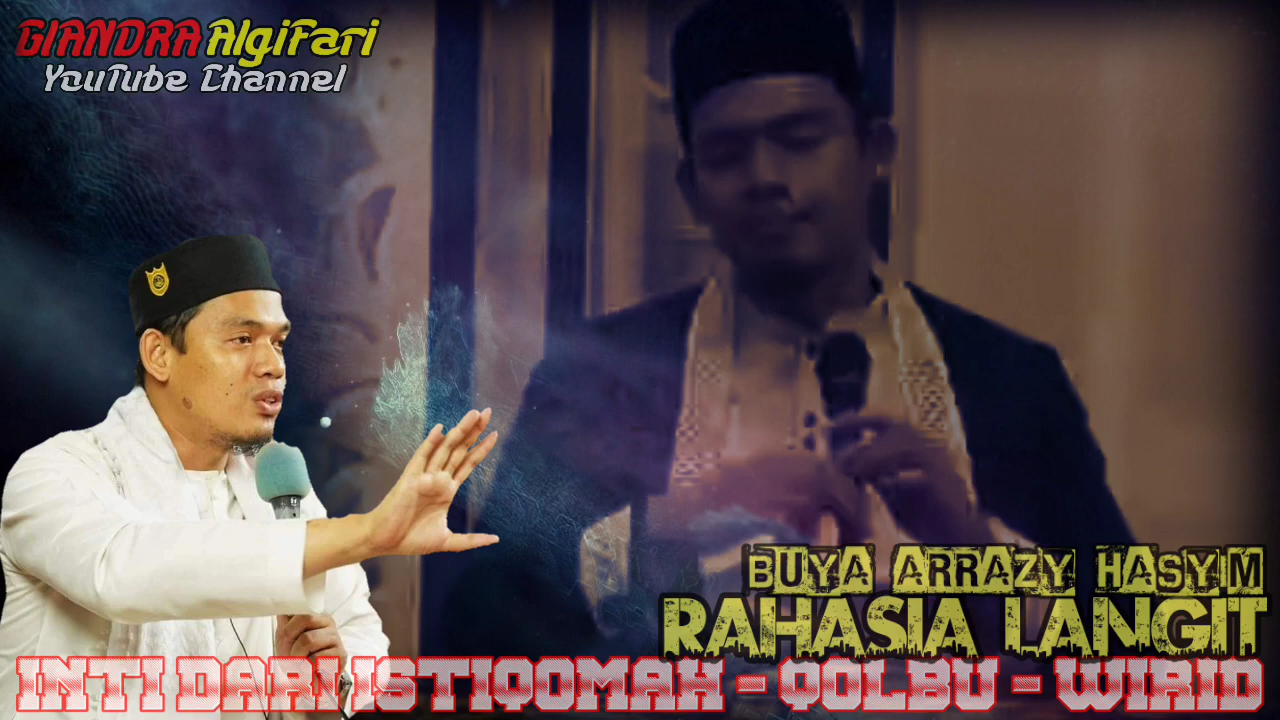 GIANDRA AlgiFari
YouTube Channel
BUYA ARRAZY HASYIM
RAHASIA LANGIT
INTI DARI ISTIQOMAH - QOLBU - WIRID